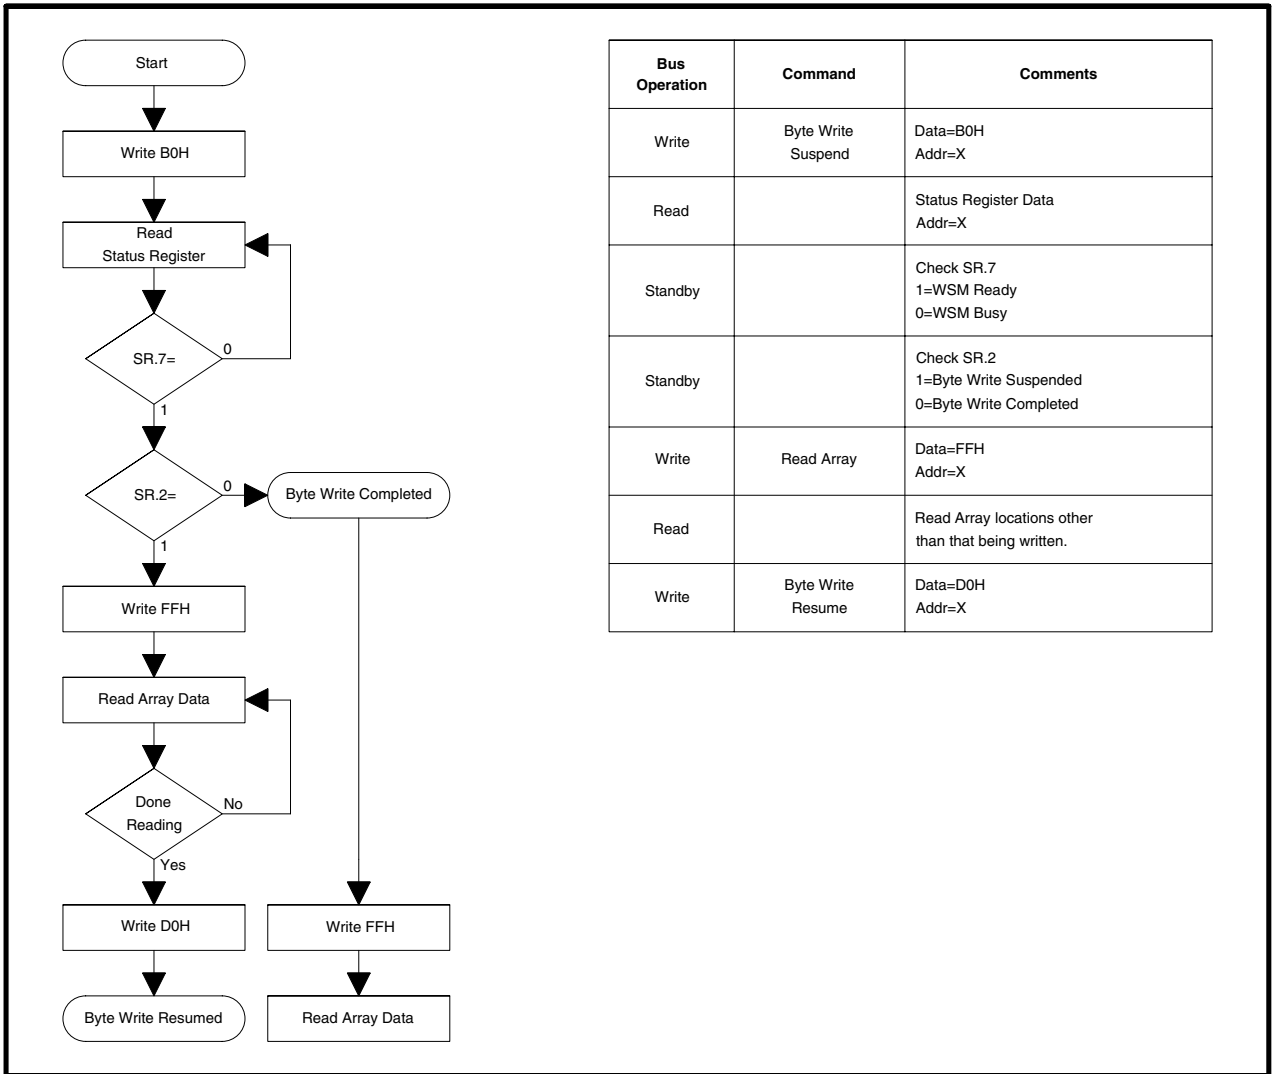 Start
Write B0H
Read
Status Register
SR.7=
0
1
SR.2=
0
Byte Write Completed
1
Write FFH
Read Array Data
Done
Reading
No
Yes
Write D0H
Write FFH
Byte Write Resumed
Read Array Data
Bus
Operation
Command
Comments
Write
Byte Write
Suspend
Data=B0H
Addr=X
Read
Status Register Data
Addr=X
Standby
Check SR.7
1=WSM Ready
0=WSM Busy
Standby
Check SR.2
1=Byte Write Suspended
0=Byte Write Completed
Write
Read Array
Data=FFH
Addr=X
Read
Read Array locations other
than that being written.
Write
Byte Write
Resume
Data=D0H
Addr=X